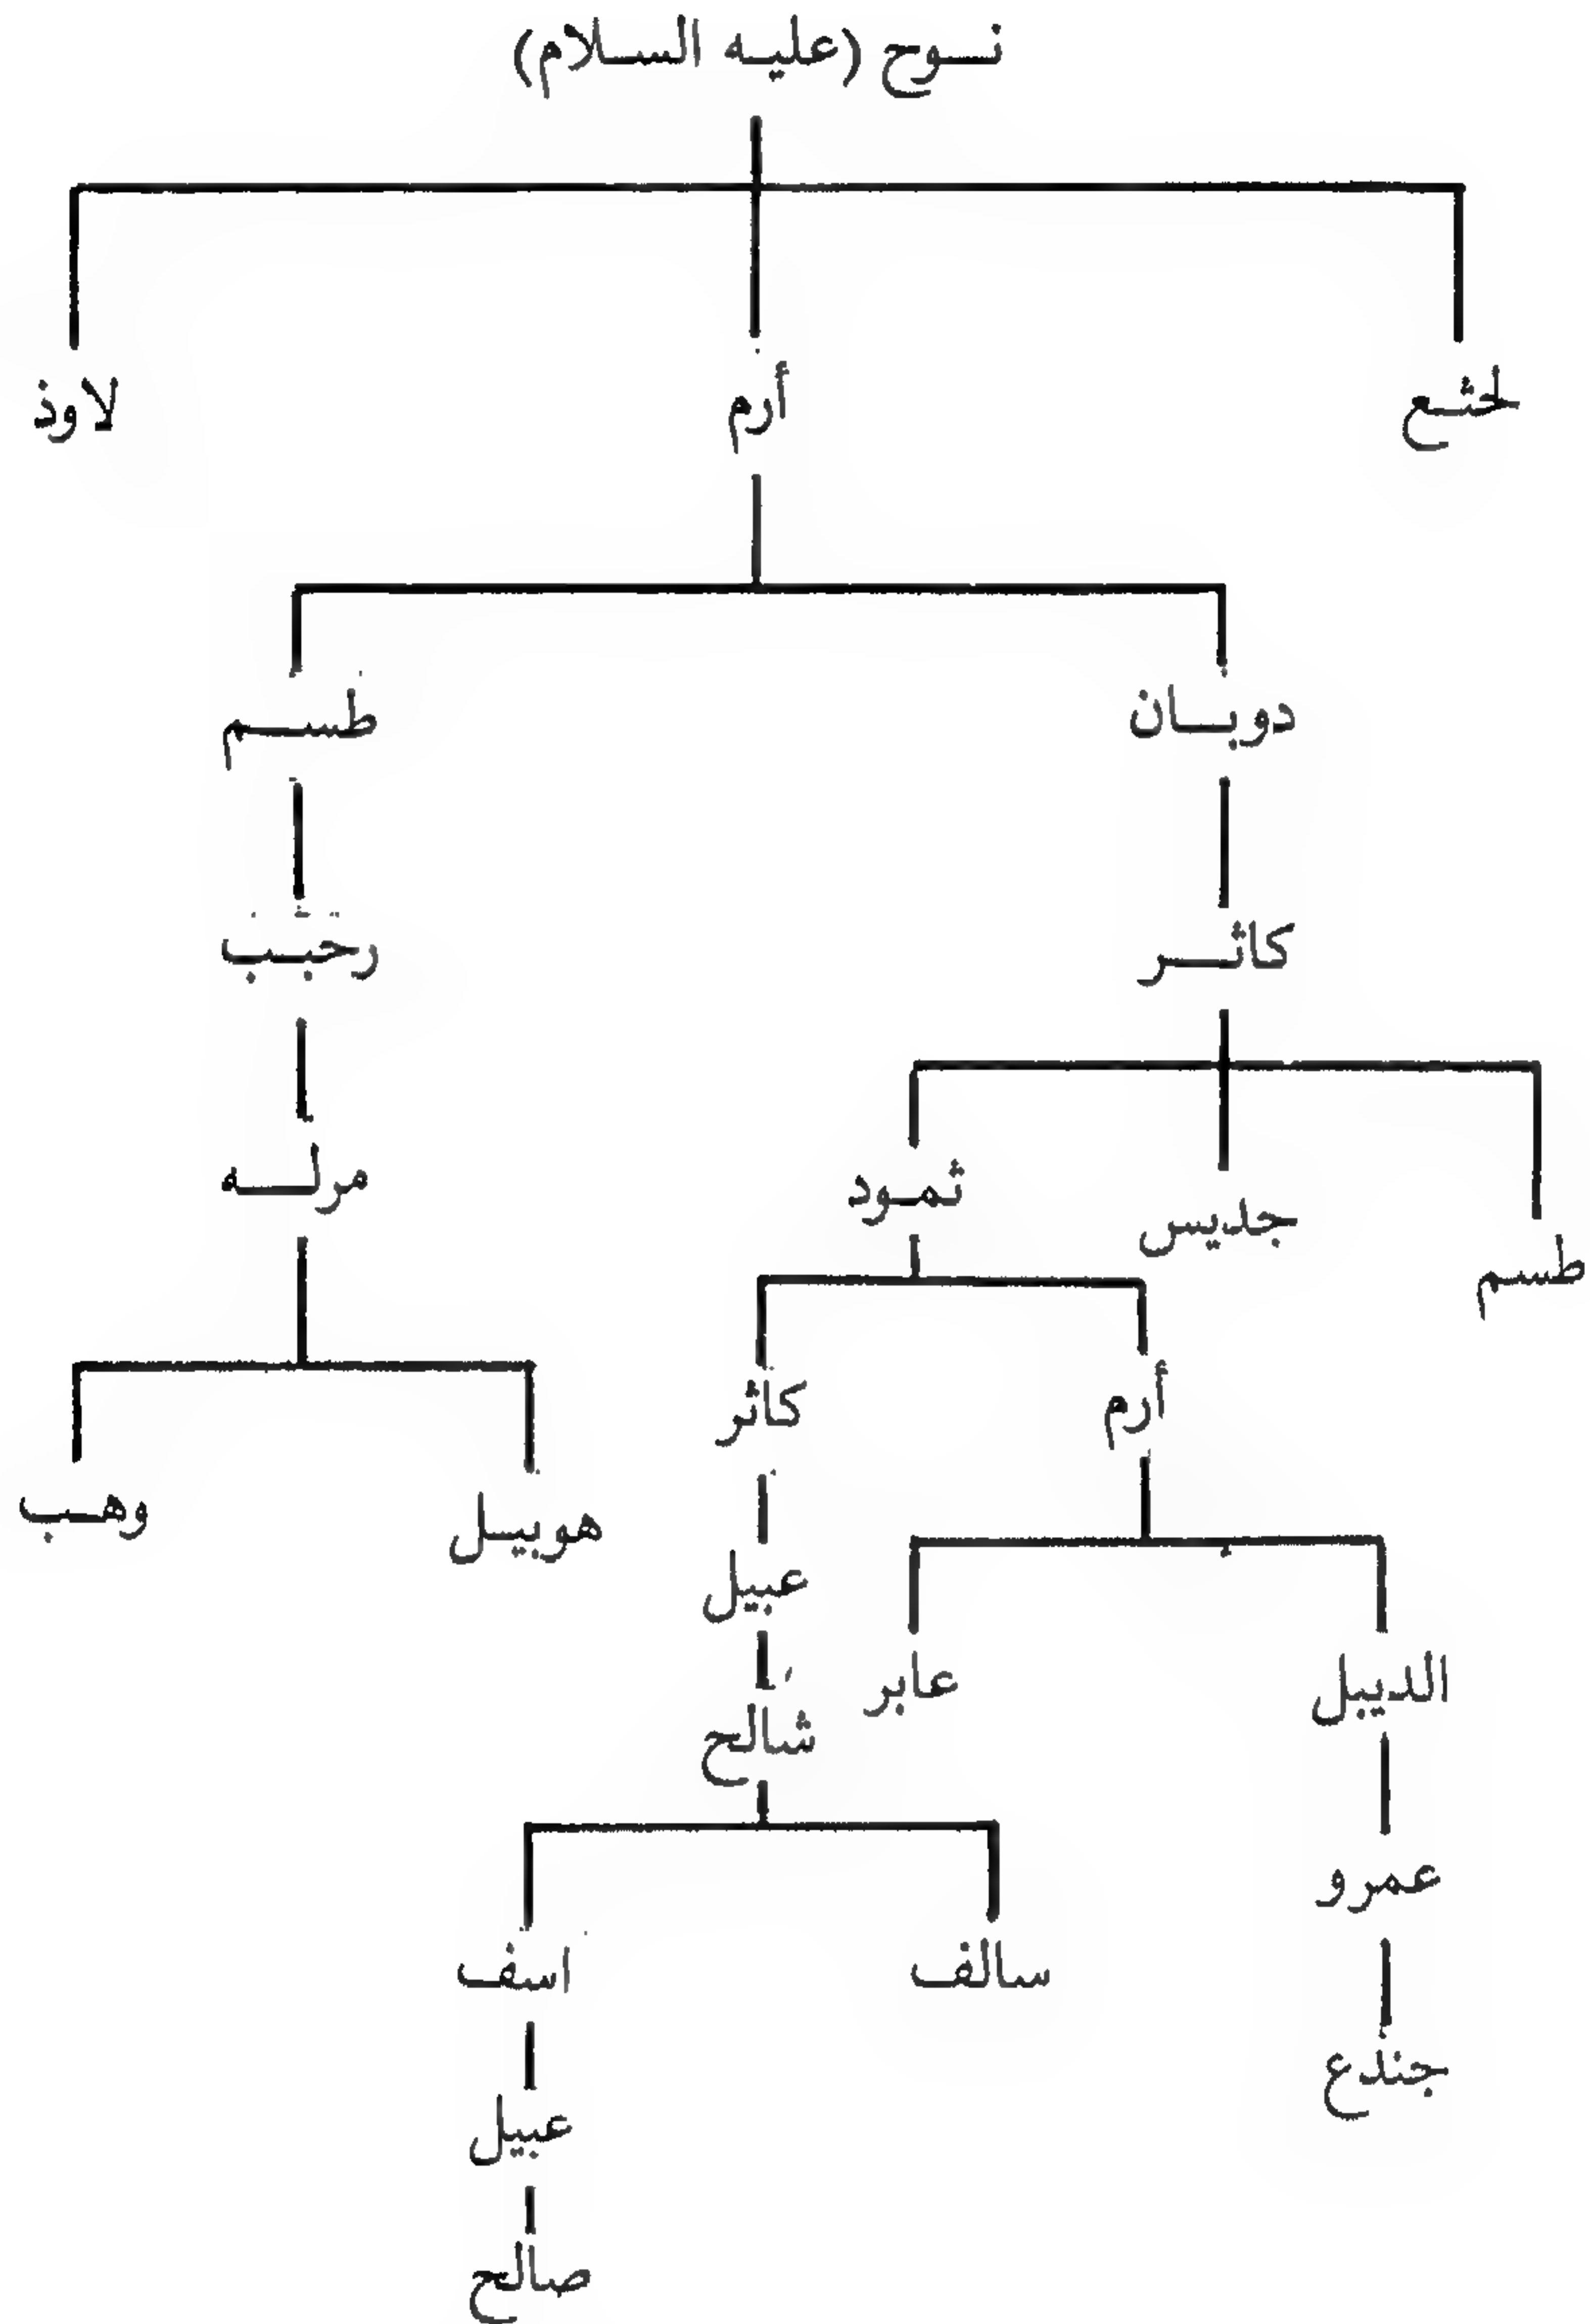 نوح (عليه السلام)
لخشع أرم لاوذ
دوبان طسم
كاثر رحبب
ثمود مرله
جديس
طسم
أرم كاثر
وهب
هوبيل
عبيل
الدبيل عابر
شالح
عمرو
سالف اسف
جندع
عبيل
صالح